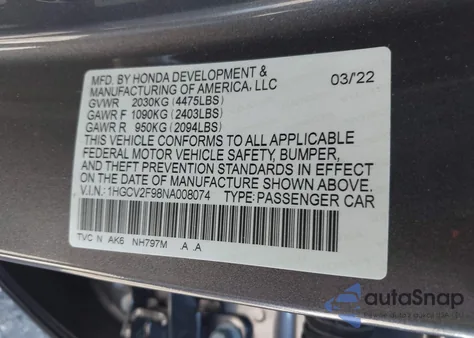 MFD. BY HONDA DEVELOPMENT & 03/22
MANUFACTURING OF AMERICA, LLC
GVWR 2030KG (4475LBS)
GAWR F 1090KG (2403LBS)
GAWR R 950KG (2094LBS)
THIS VEHICLE CONFORMS TO ALL APPLICABLE
FEDERAL MOTOR VEHICLE SAFETY, BUMPER,
AND THEFT PREVENTION STANDARDS IN EFFECT
ON THE DATE OF MANUFACTURE SHOWN ABOVE.
V.I.N.: 1HGCV2F98NA008074 TYPE: PASSENGER CAR
TVC N AK6 NH797M .A .A
autoSnap